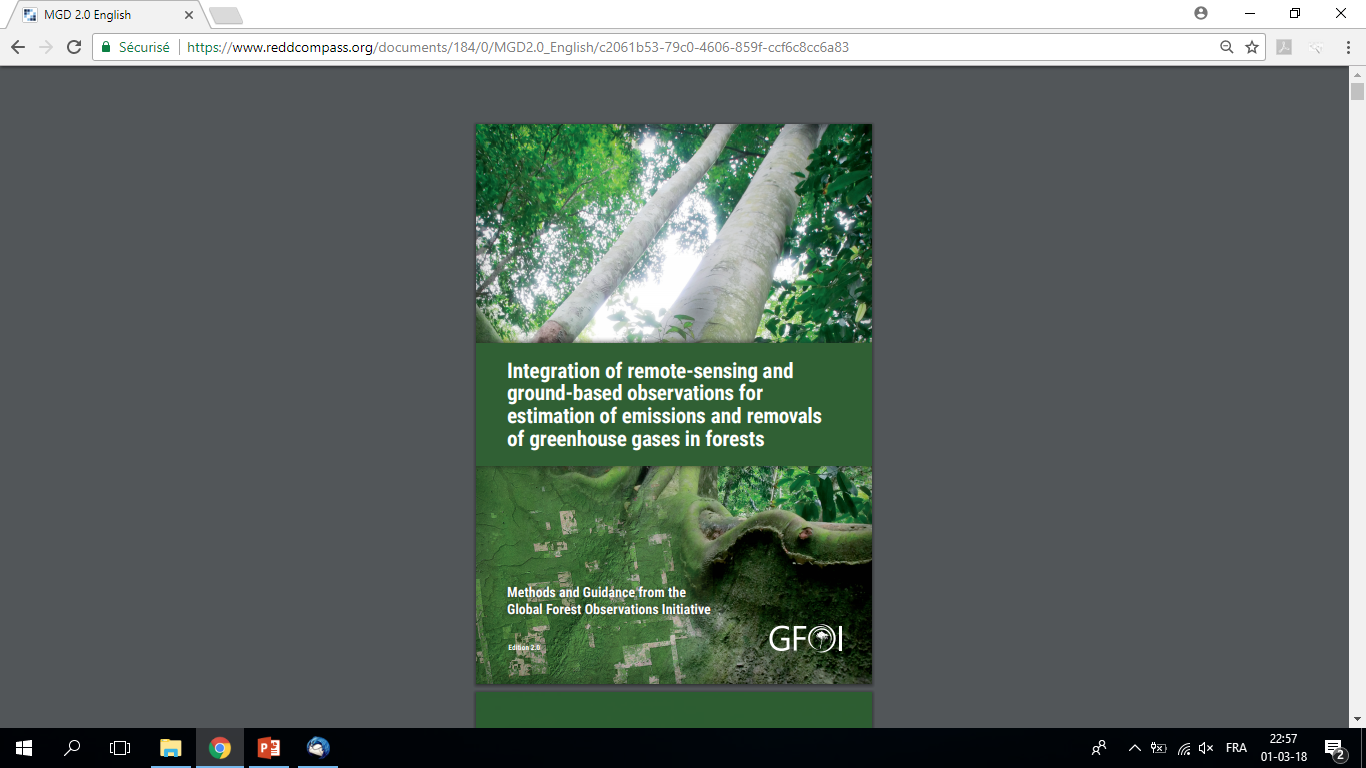 MGD 2.0 English
Sécurisé
https://www.reddcompass.org/documents/184/0/MGD2.0_English/c2061b53-79c0-4606-859f-ccf6c8cc6a83
Integration of remote-sensing and
ground-based observations for
estimation of emissions and removals
of greenhouse gases in forests
Methods and Guidance from the
Global Forest Observations Initiative
Edition 2.0
GFOI
FRA
22:57
01-03-18
2